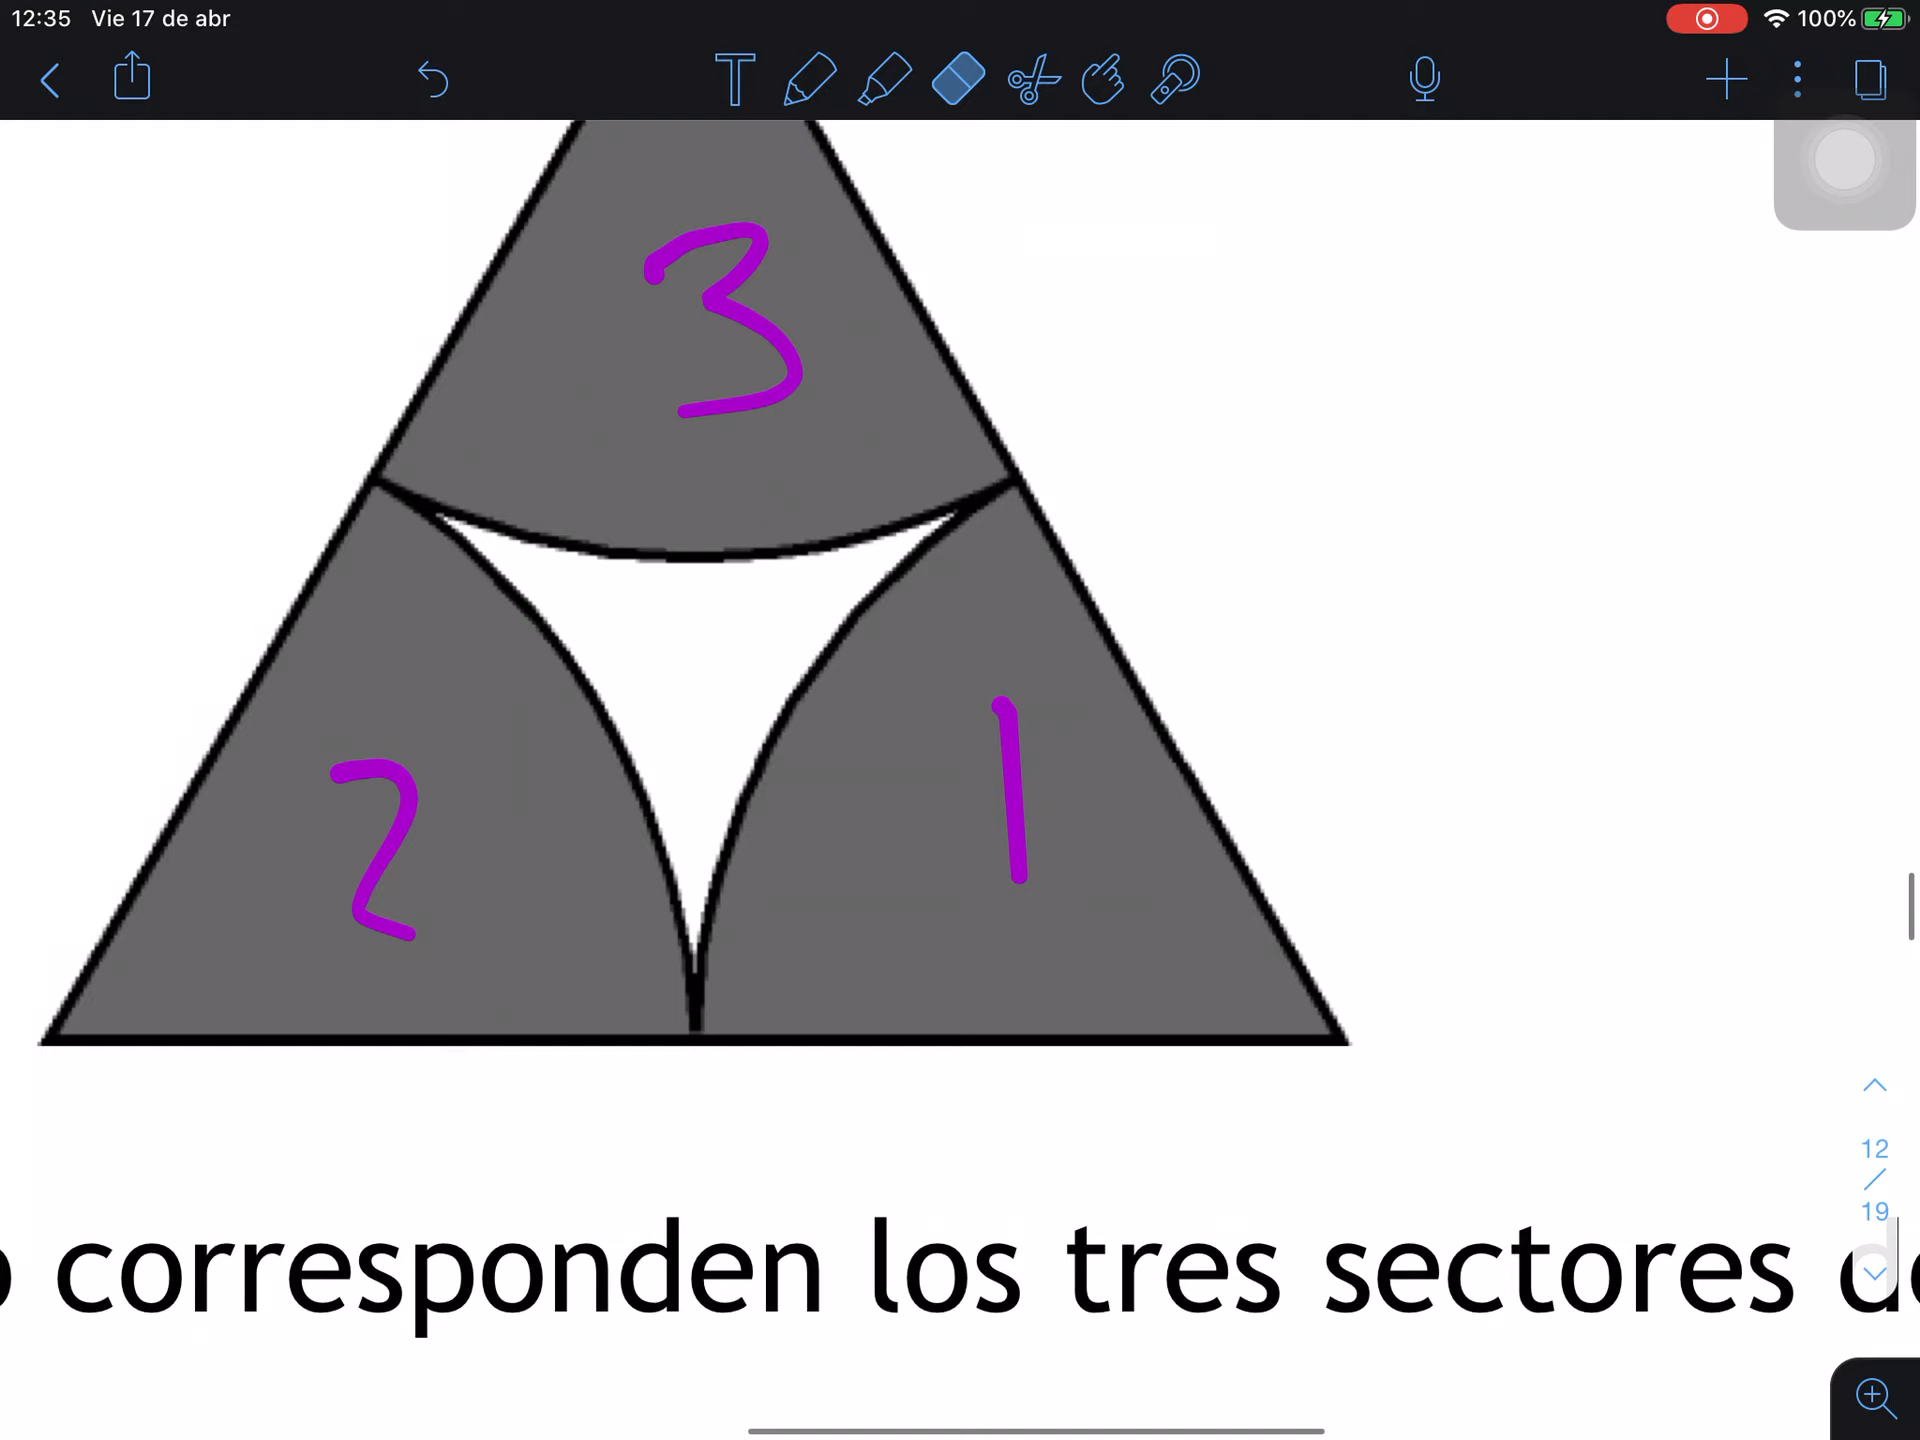 12:35 Vie 17 de abr 100%
T
3
2 1
12
/
19
corresponden los tres sectores